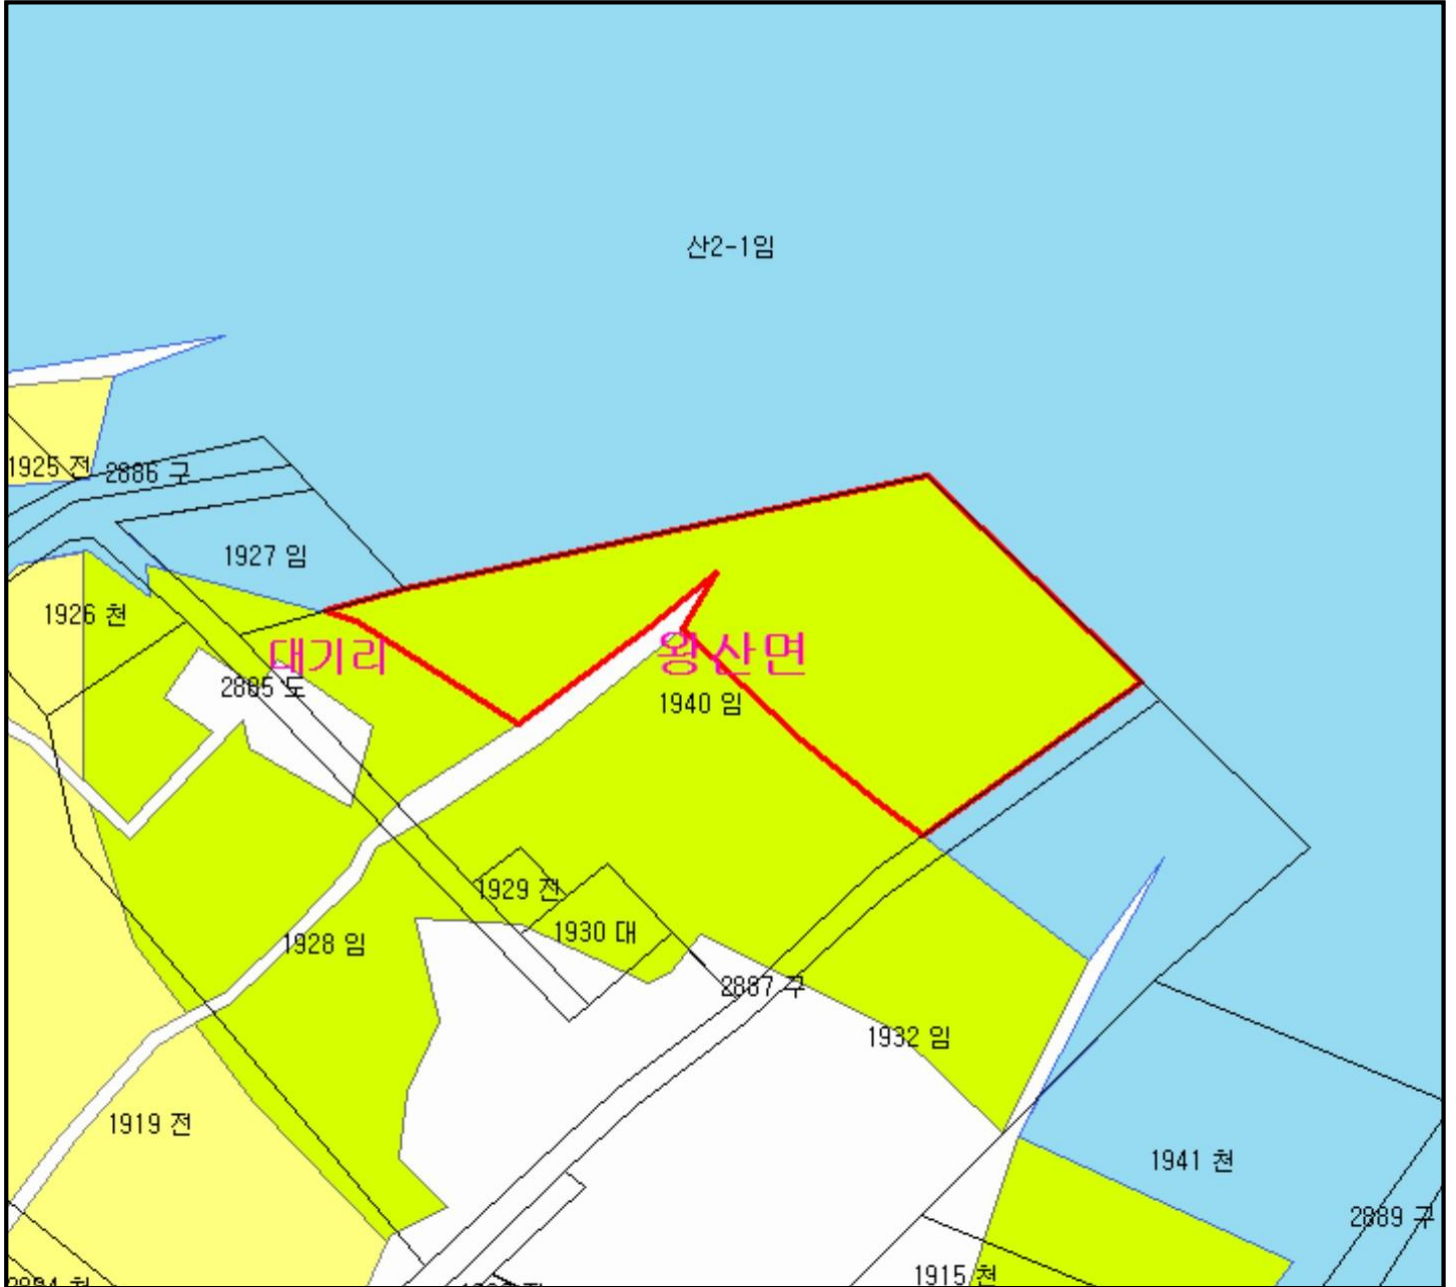 산2-1임
1925 전
2886 구
1927 임
1926 천
대기리
왕산면
2885 도
1940 임
1929 전
1930 대
1928 임
2887 구
1932 임
1919 전
1941 천
2889 구
1915 천